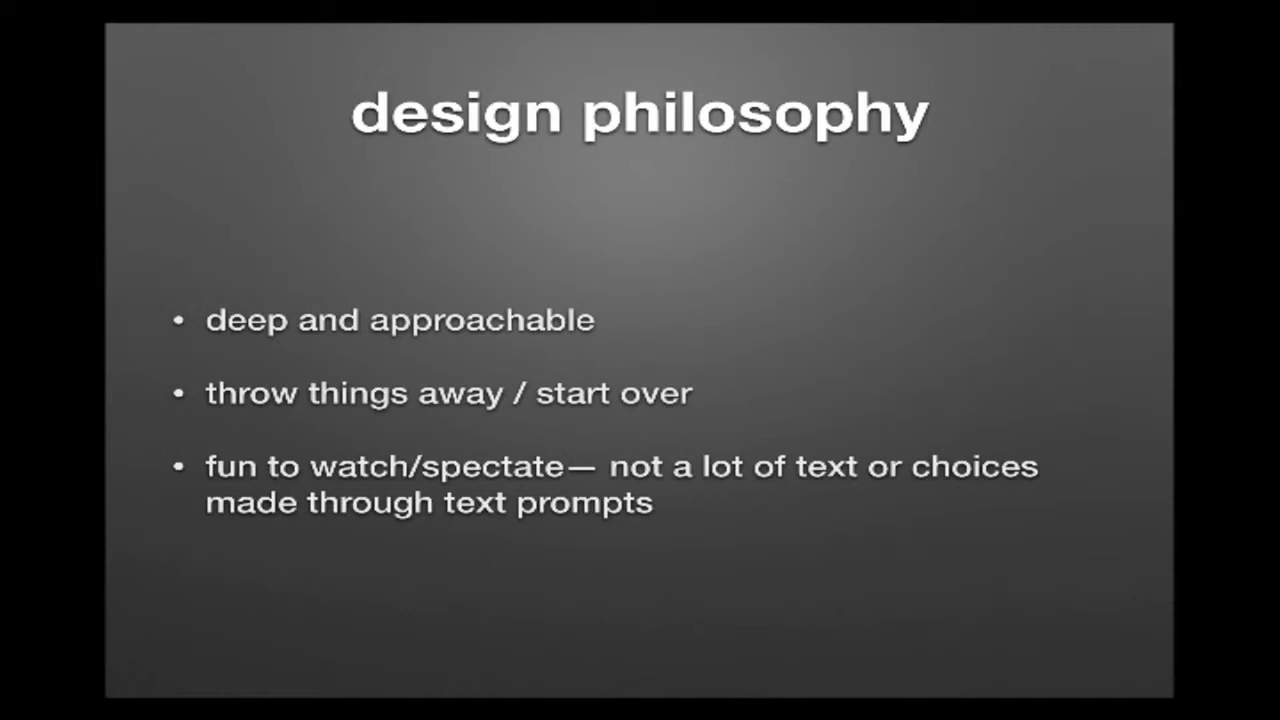 design philosophy
• deep and approachable
• throw things away / start over
• fun to watch/spectate— not a lot of text or choices
made through text prompts